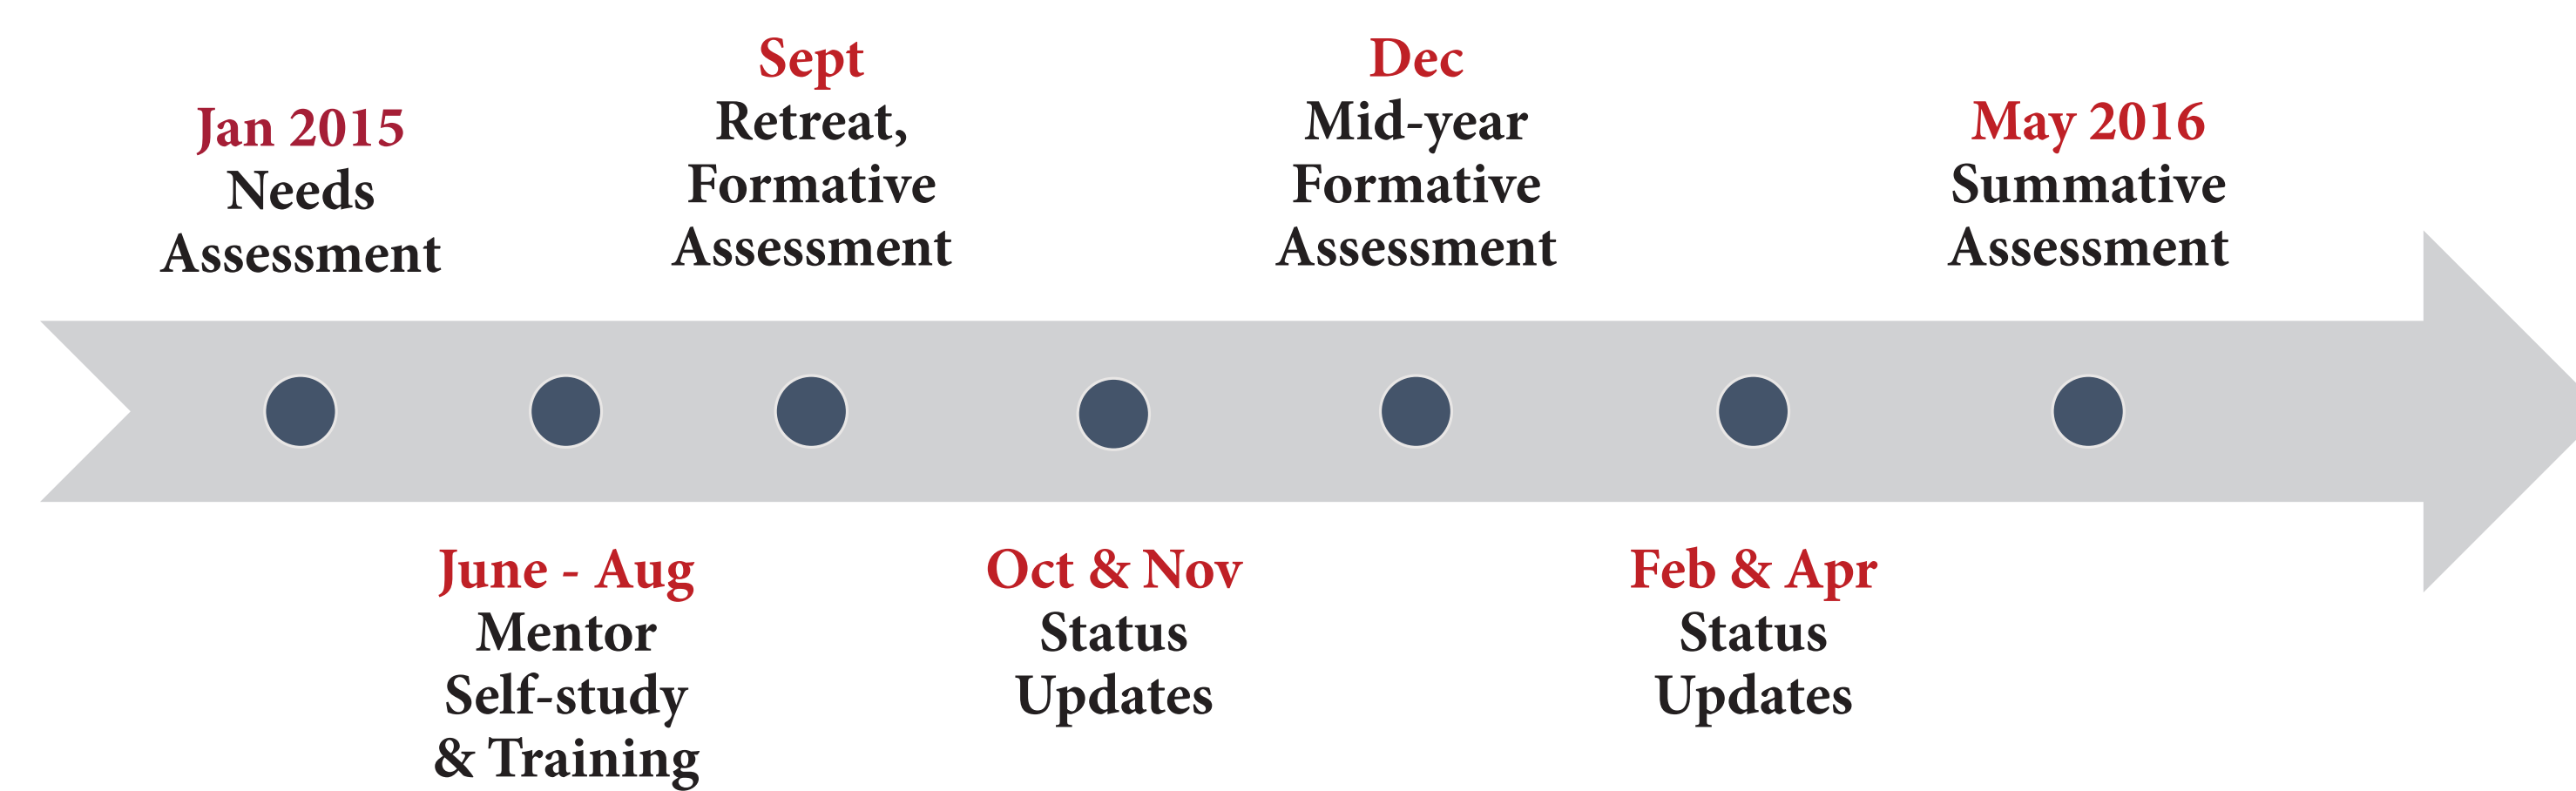 Jan 2015
Needs
Assessment
June - Aug
Mentor
Self-study
& Training
Sept
Retreat,
Formative
Assessment
Oct & Nov
Status
Updates
Dec
Mid-year
Formative
Assessment
Feb & Apr
Status
Updates
May 2016
Summative
Assessment